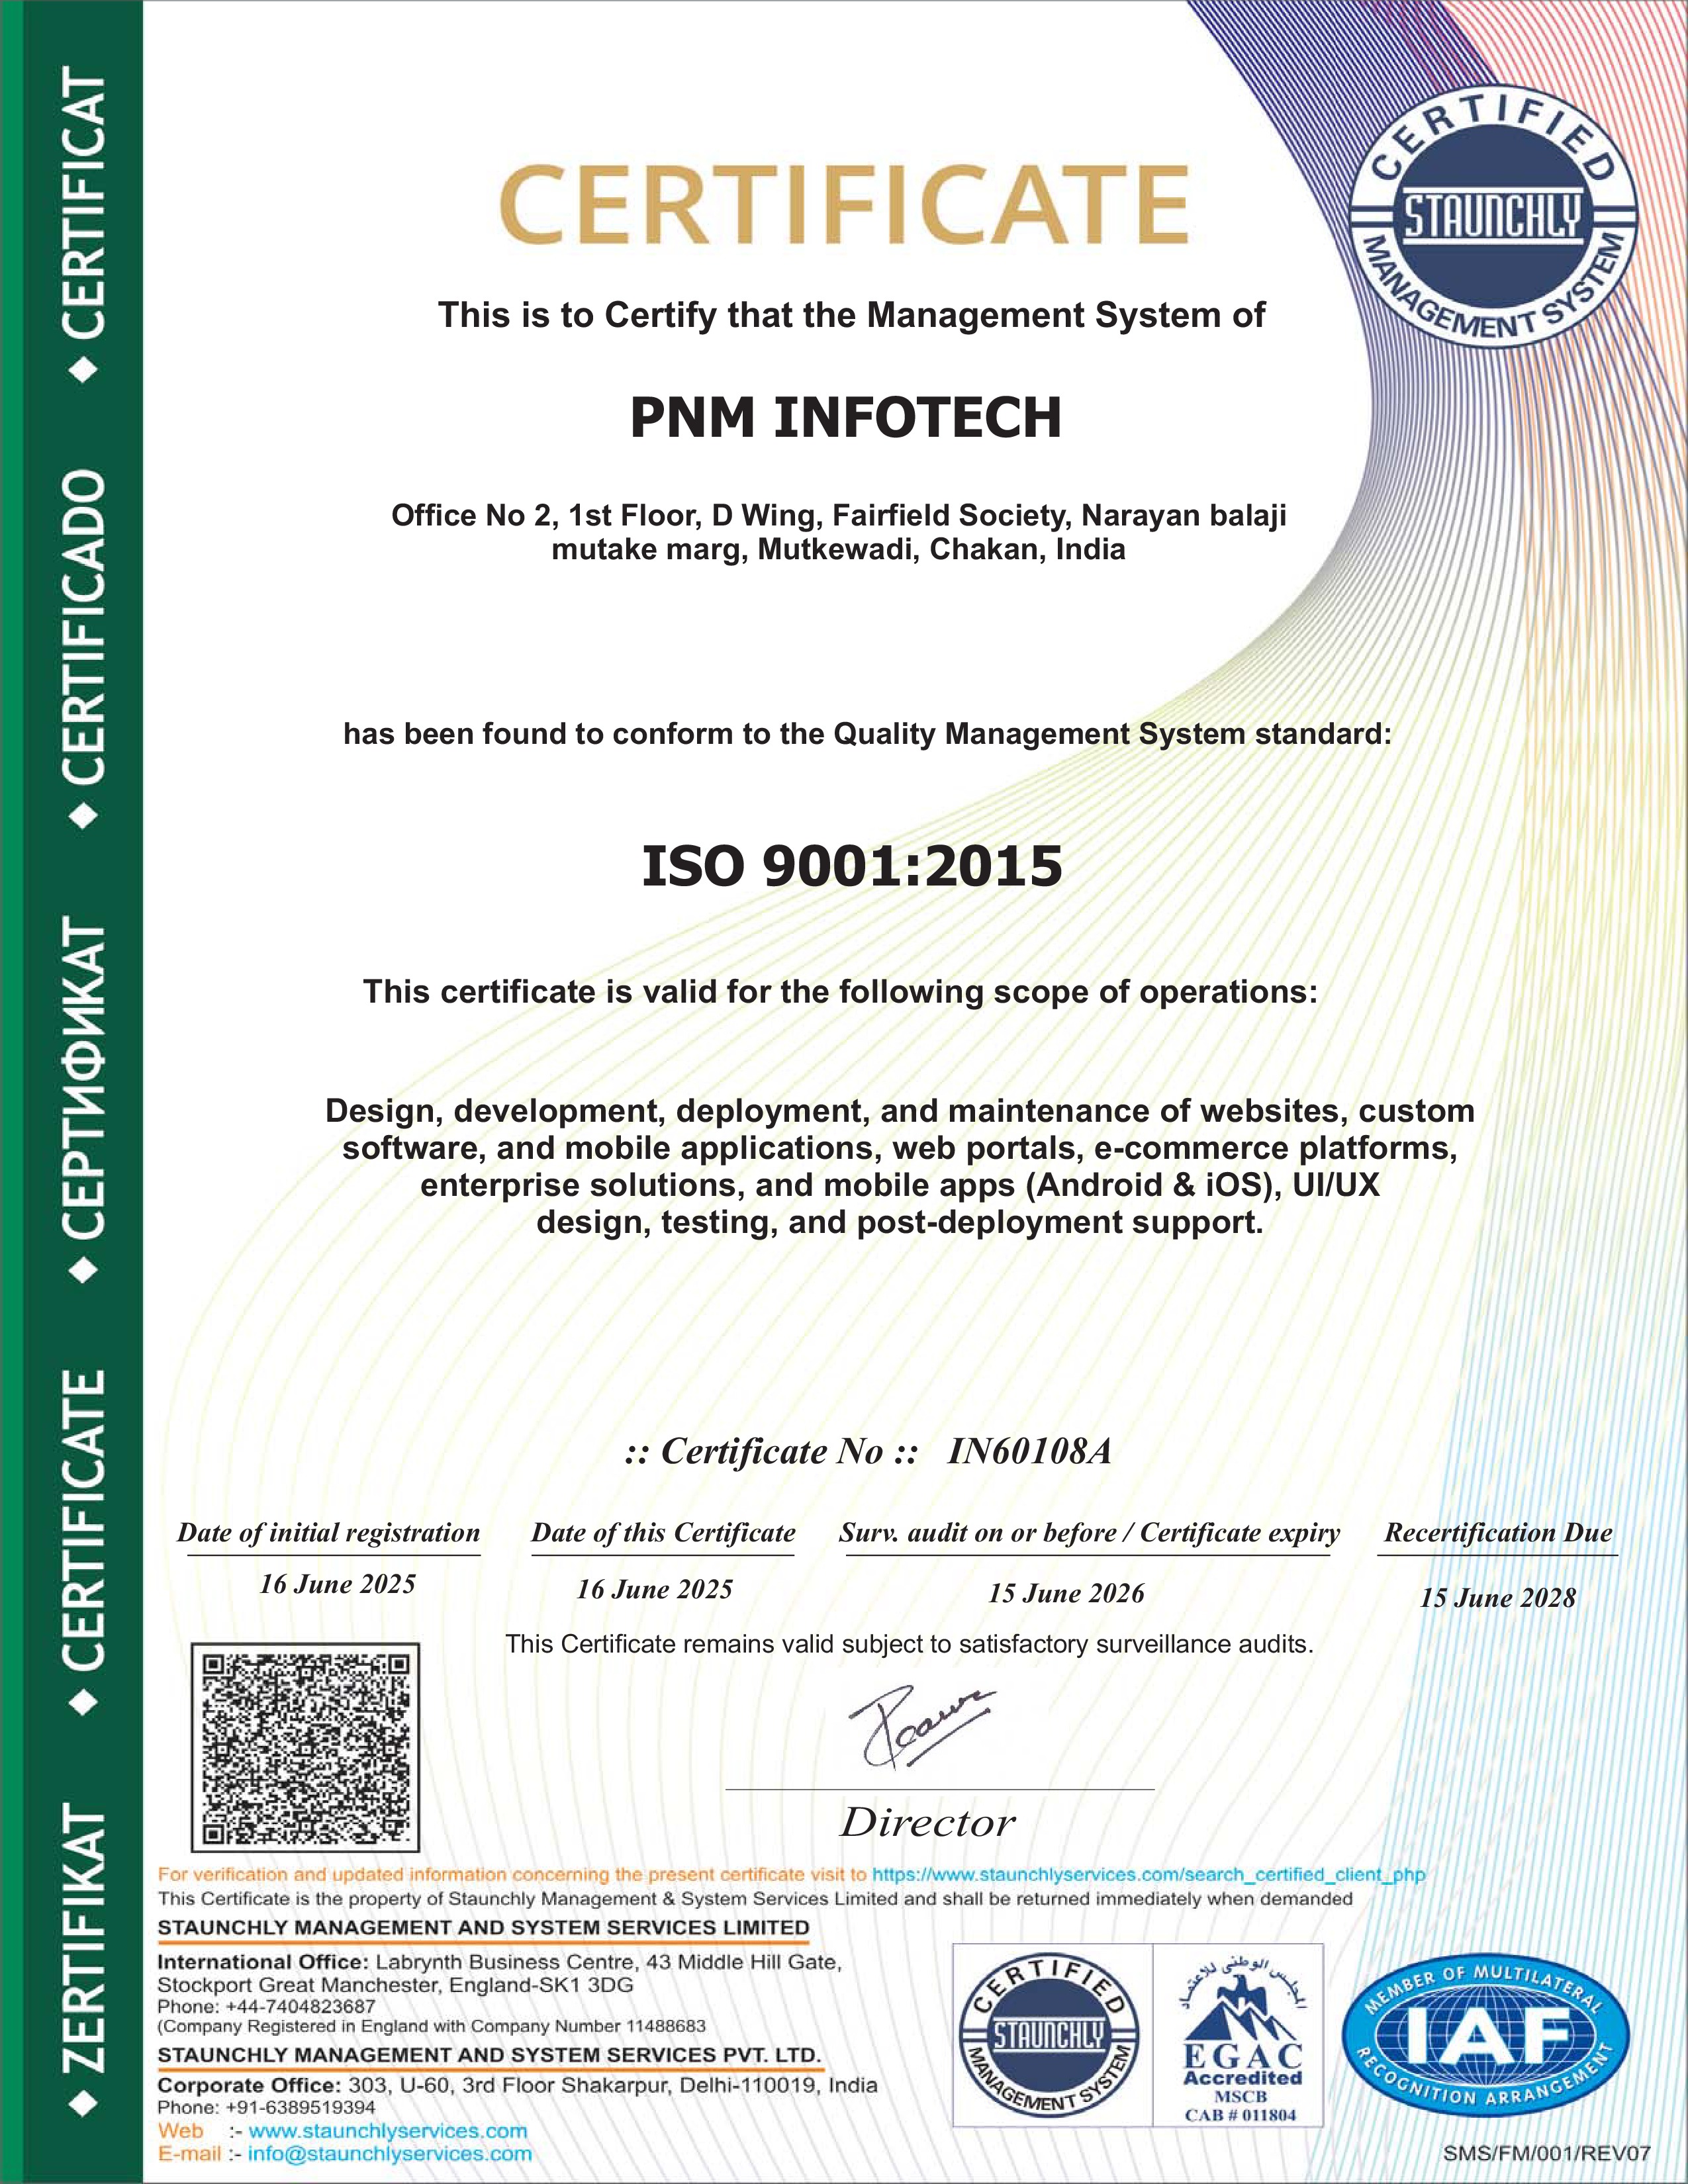 CERTIFICATE
CERTIFIED
STAUNCHLY
MANAGEMENT SYSTEM
This is to Certify that the Management System of
PNM INFOTECH
Office No 2, 1st Floor, D Wing, Fairfield Society, Narayan balaji
mutake marg, Mutkewadi, Chakan, India
has been found to conform to the Quality Management System standard:
ISO 9001:2015
This certificate is valid for the following scope of operations:
Design, development, deployment, and maintenance of websites, custom
software, and mobile applications, web portals, e-commerce platforms,
enterprise solutions, and mobile apps (Android & iOS), UI/UX
design, testing, and post-deployment support.
:: Certificate No :: IN60108A
Date of initial registration Date of this Certificate Surv. audit on or before / Certificate expiry Recertification Due
16 June 2025 16 June 2025 15 June 2026 15 June 2028
This Certificate remains valid subject to satisfactory surveillance audits.
Director
For verification and updated information concerning the present certificate visit to https://www.staunchlyservices.com/search_certified_client_php
This Certificate is the property of Staunchly Management & System Services Limited and shall be returned immediately when demanded
STAUNCHLY MANAGEMENT AND SYSTEM SERVICES LIMITED
International Office: Labrynth Business Centre, 43 Middle Hill Gate,
Stockport Great Manchester, England-SK1 3DG
Phone: +44-7404823687
(Company Registered in England with Company Number 11488683
STAUNCHLY MANAGEMENT AND SYSTEM SERVICES PVT. LTD.
Corporate Office: 303, U-60, 3rd Floor Shakarpur, Delhi-110019, India
Phone: +91-6389519394
Web :- www.staunchlyservices.com
E-mail :- info@staunchlyservices.com
CERTIFIED
STAUNCHLY
MANAGEMENT SYSTEM
المجلس الوطنى للاعتماد
EGAC
Accredited
MSCB
CAB # 011804
MEMBER OF MULTILATERAL
IAF
RECOGNITION ARRANGEMENT
SMS/FM/001/REV07
◆ ZERTIFIKAT ◆ CERTIFICATE ◆ СЕРТИФИКАТ ◆ CERTIFICADO ◆ CERTIFICAT